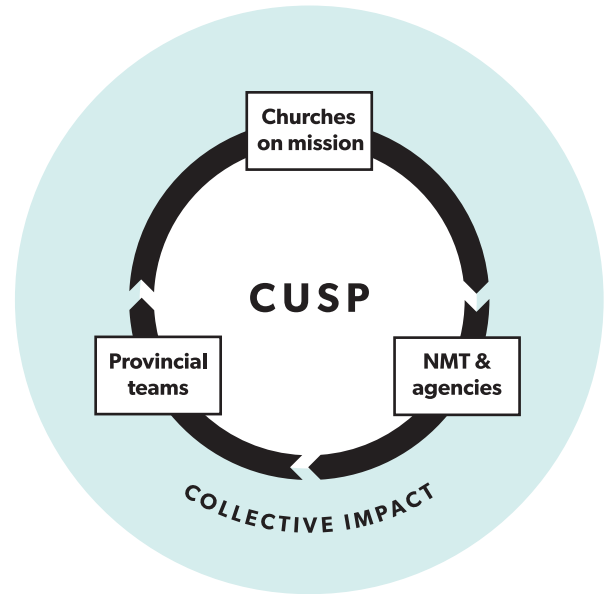 Churches
on mission
CUSP
Provincial
teams
NMT &
agencies
COLLECTIVE IMPACT